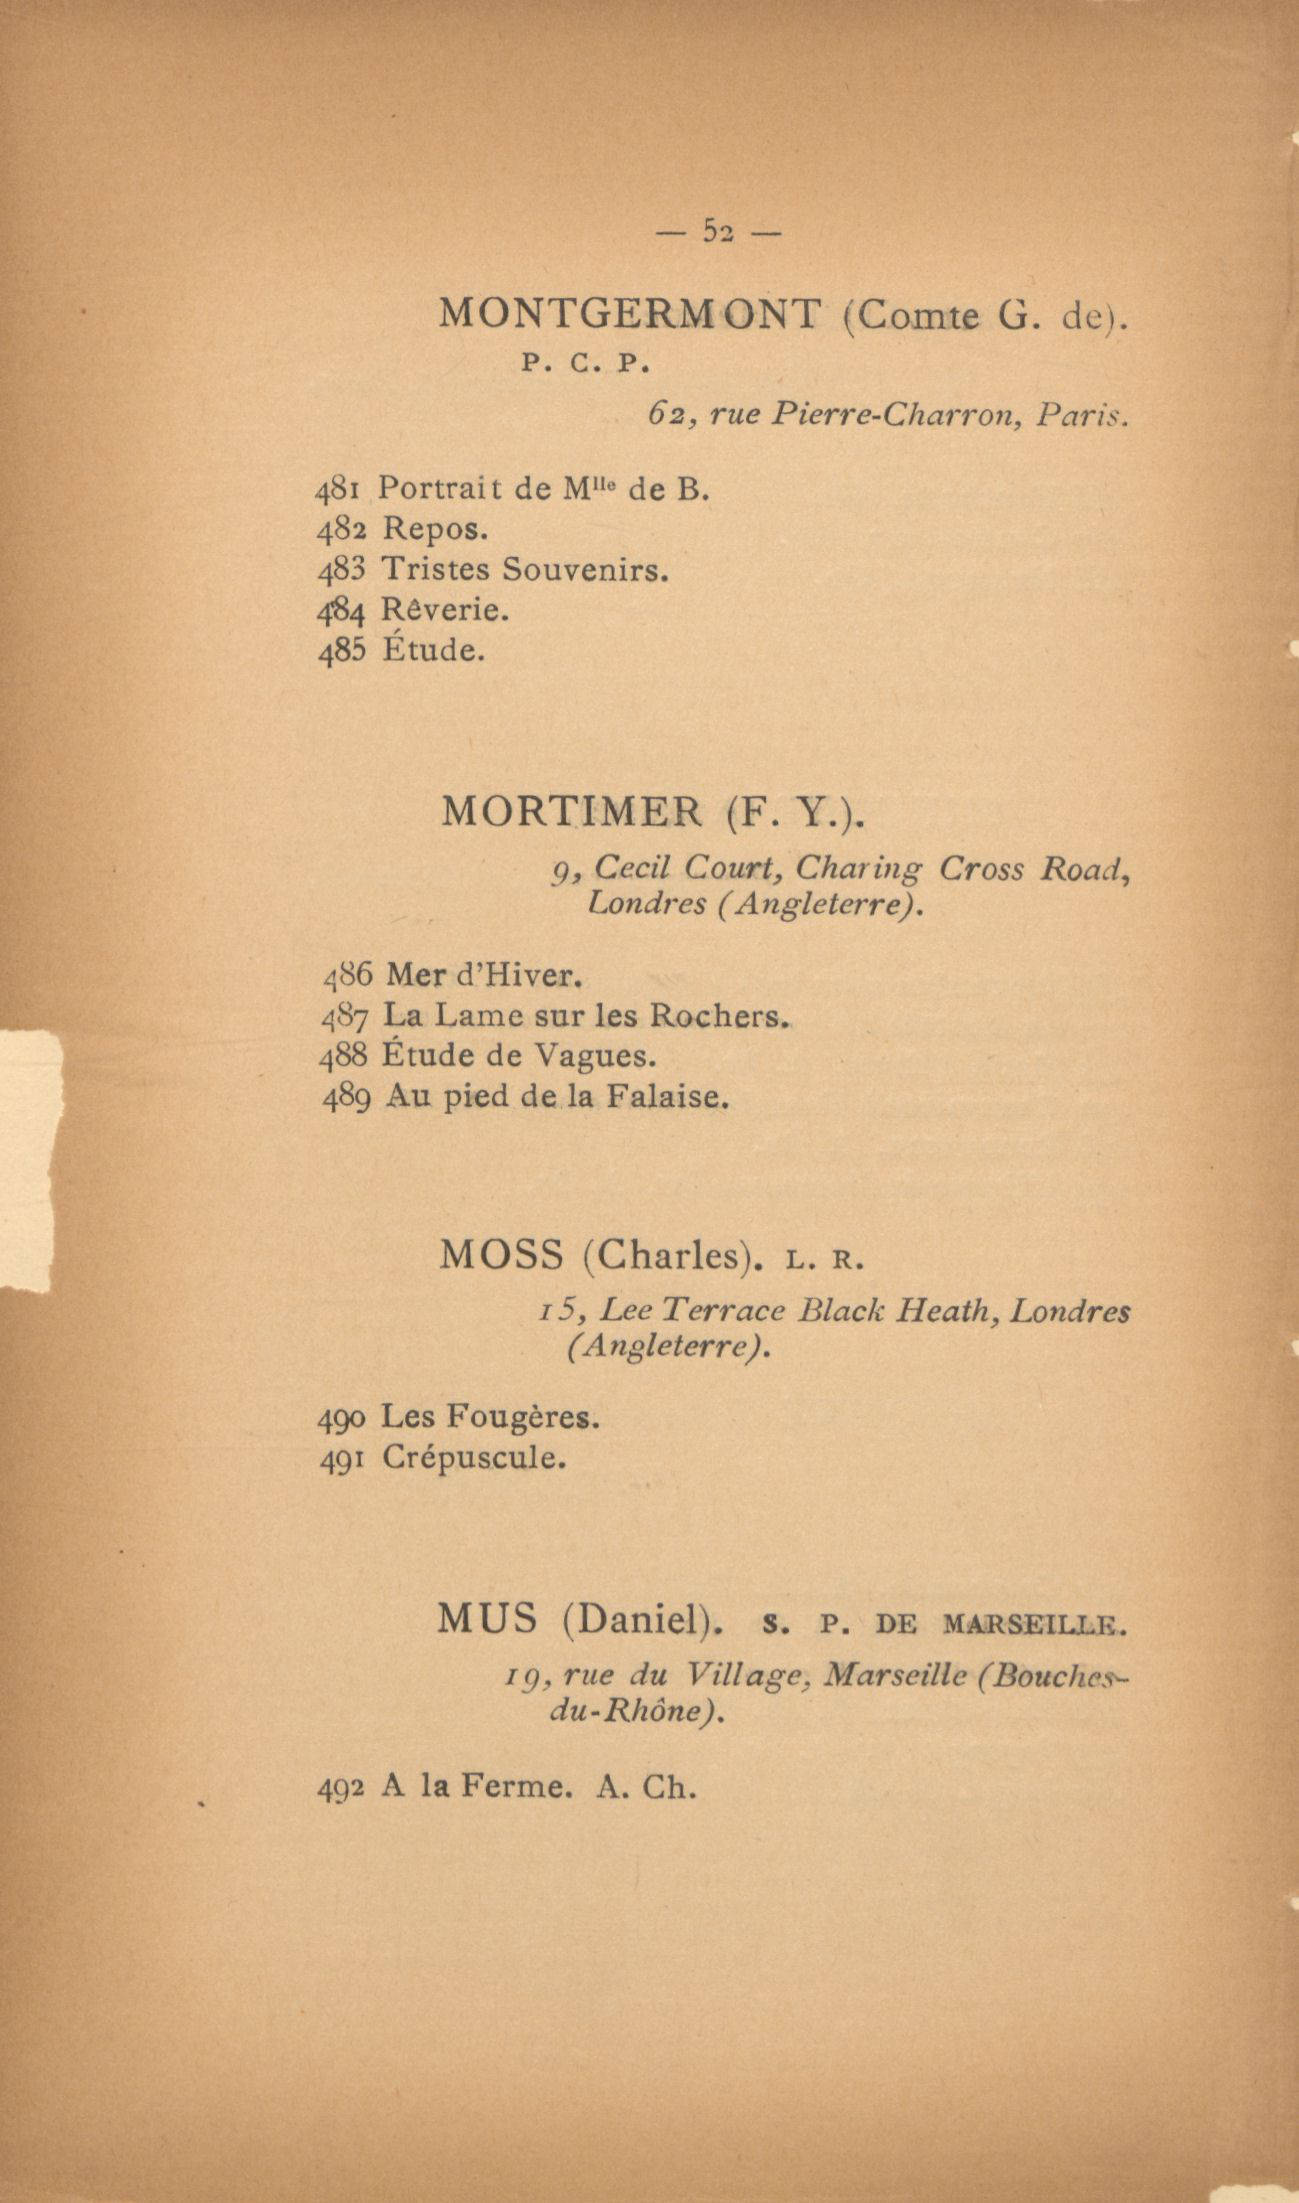 — 52 —
MONTGERMONT (Comte G. de).
P. C. P.
62, rue Pierre-Charron, Paris.
481 Portrait de Mlle de B.
482 Repos.
483 Tristes Souvenirs.
484 Rêverie.
485 Étude.
MORTIMER (F. Y.).
9, Cecil Court, Charing Cross Road,
Londres (Angleterre).
486 Mer d'Hiver.
487 La Lame sur les Rochers.
488 Étude de Vagues.
489 Au pied de la Falaise.
MOSS (Charles). L. R.
15, Lee Terrace Black Heath, Londres
(Angleterre).
490 Les Fougères.
491 Crépuscule.
MUS (Daniel). S. P. DE MARSEILLE.
19, rue du Village, Marseille (Bouches-
du-Rhône).
492 A la Ferme. A. Ch.